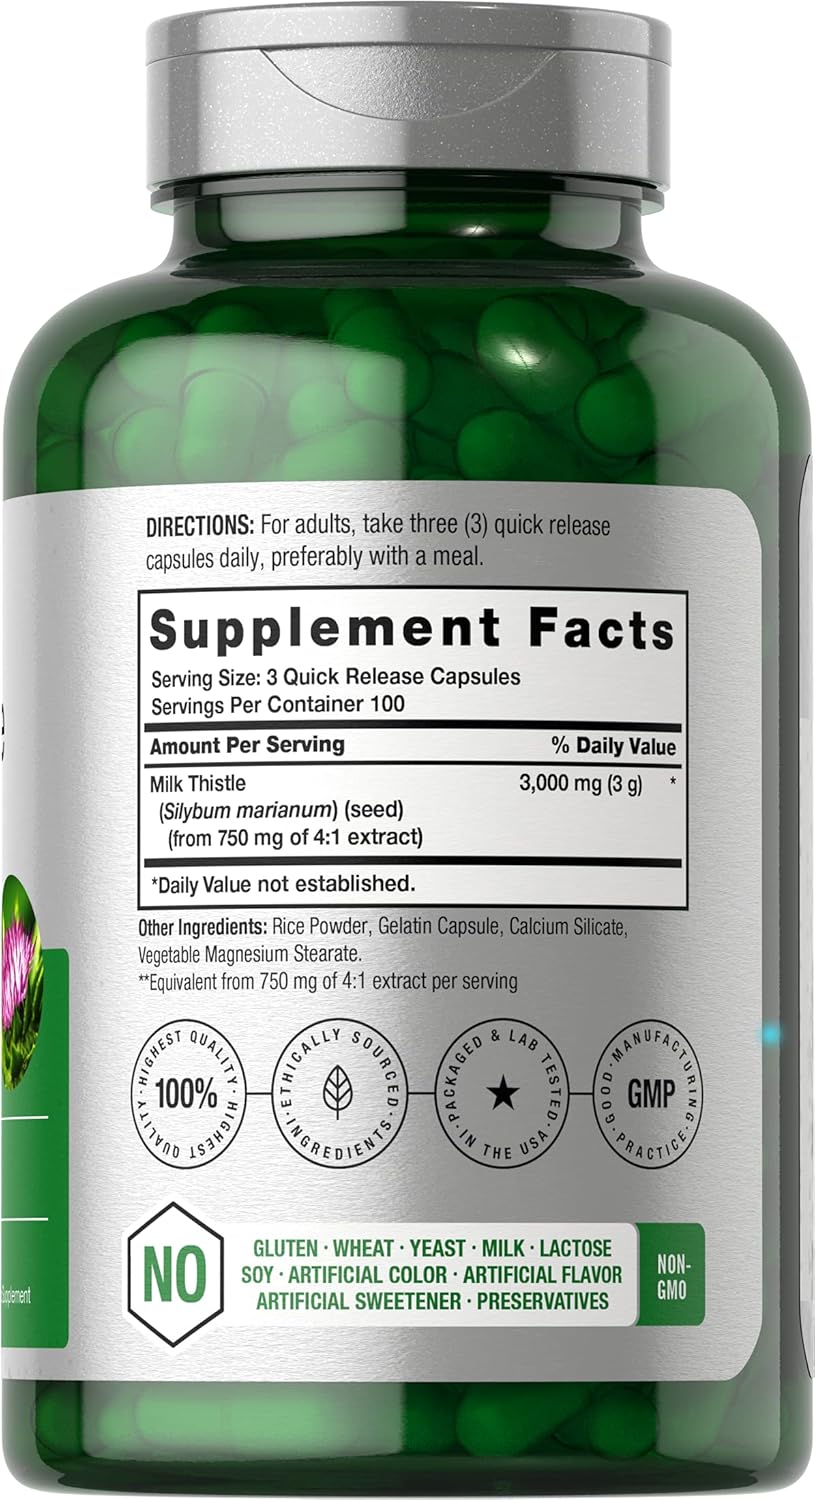 DIRECTIONS: For adults, take three (3) quick release
capsules daily, preferably with a meal.
Supplement Facts
Serving Size: 3 Quick Release Capsules
Servings Per Container 100
Amount Per Serving % Daily Value
Milk Thistle 3,000 mg (3 g) *
(Silybum marianum) (seed)
(from 750 mg of 4:1 extract)
*Daily Value not established.
Other Ingredients: Rice Powder, Gelatin Capsule, Calcium Silicate,
Vegetable Magnesium Stearate.
**Equivalent from 750 mg of 4:1 extract per serving
· HIGHEST QUALITY · HIGHEST QUALITY
100%
· ETHICALLY SOURCED · INGREDIENTS
· PACKAGED & LAB TESTED · IN THE USA
· GOOD · MANUFACTURING · PRACTICE
GMP
NO
GLUTEN · WHEAT · YEAST · MILK · LACTOSE
SOY · ARTIFICIAL COLOR · ARTIFICIAL FLAVOR
ARTIFICIAL SWEETENER · PRESERVATIVES
NON-
GMO
Supplement